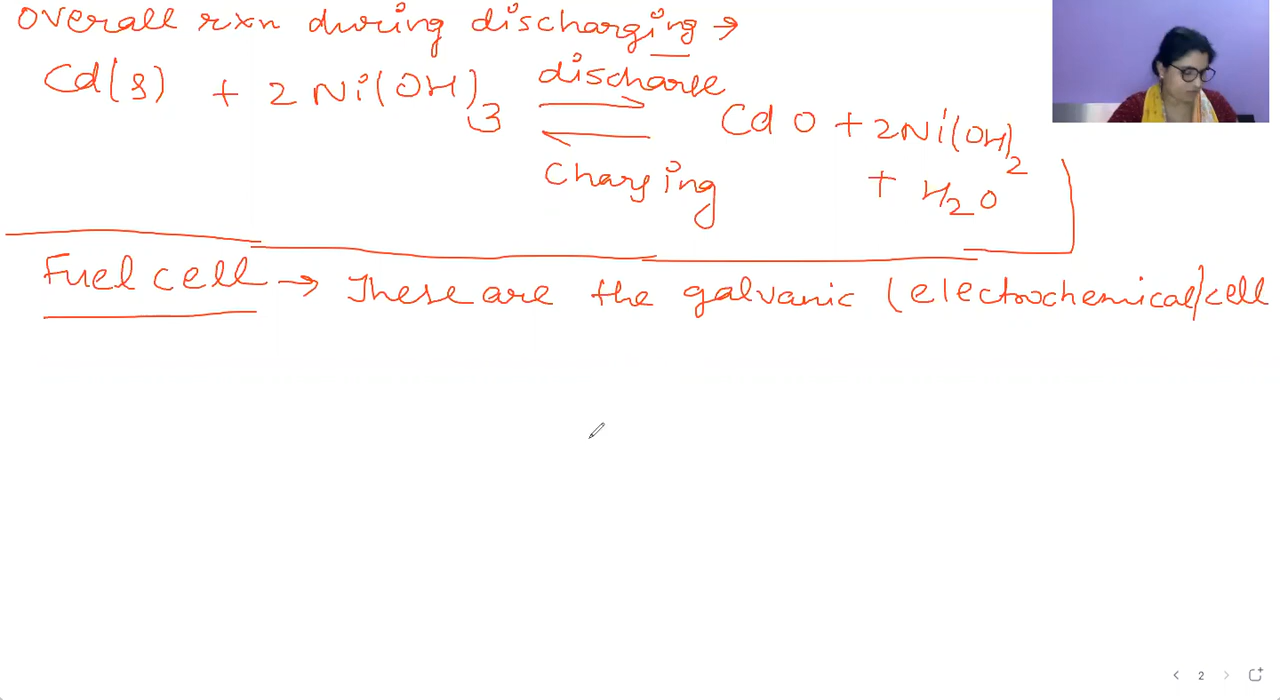 Overall rxn during discharging →
Cd(s) + 2Ni(OH)3 discharge ⇌ charging CdO + 2Ni(OH)2
+ H2O
Fuel cell → These are the galvanic (electrochemical) cell
2